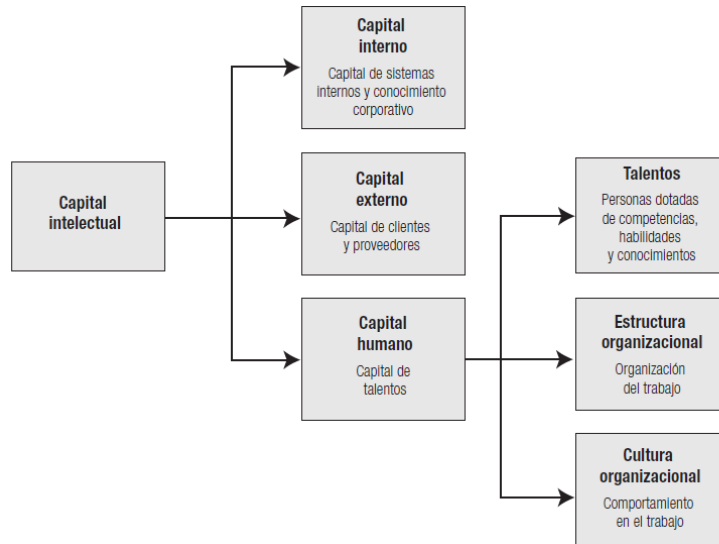 Capital
interno
Capital de sistemas
internos y conocimiento
corporativo
Capital
intelectual
Capital
externo
Capital de clientes
y proveedores
Capital
humano
Capital de
talentos
Talentos
Personas dotadas
de competencias,
habilidades
y conocimientos
Estructura
organizacional
Organización
del trabajo
Cultura
organizacional
Comportamiento
en el trabajo